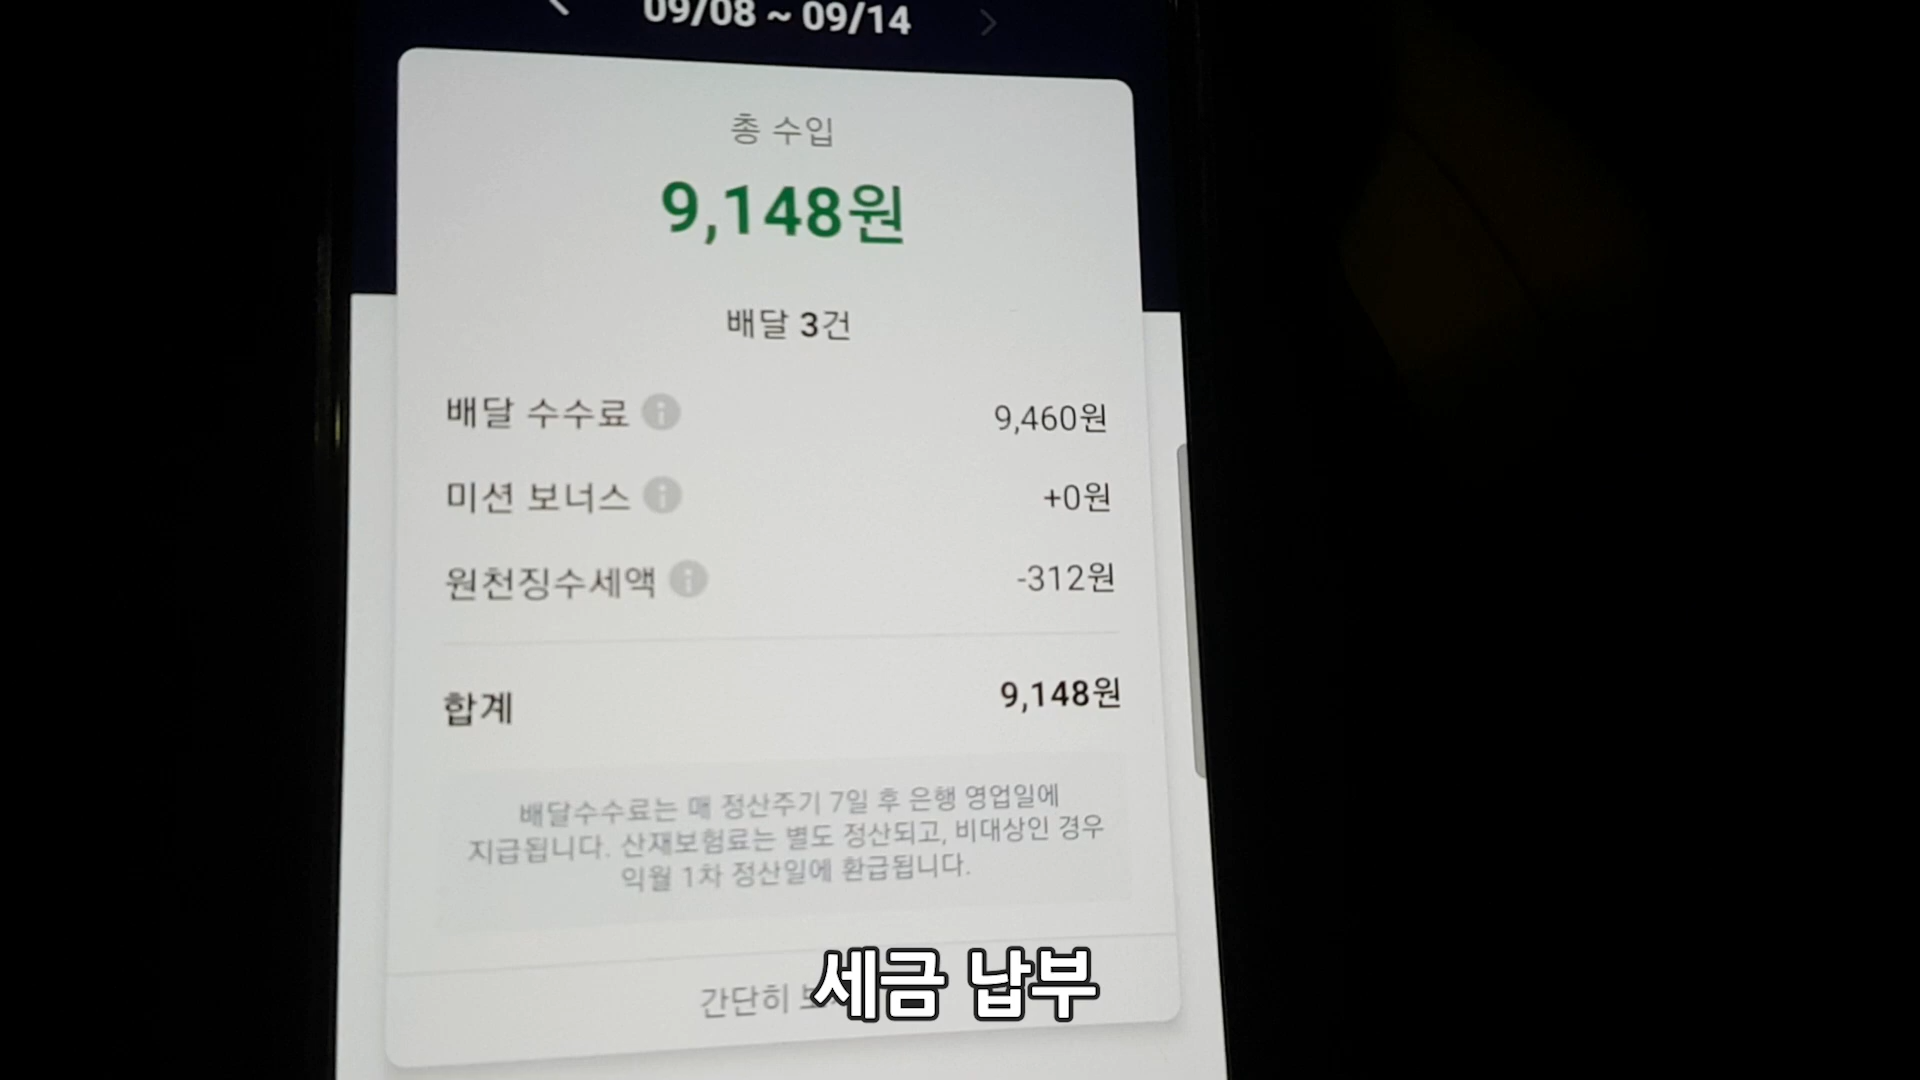 09/08 ~ 09/14
총 수입
9,148원
배달 3건
배달 수수료 9,460원
미션 보너스 +0원
원천징수세액 -312원
합계 9,148원
배달수수료는 매 정산주기 7일 후 은행 영업일에
지급됩니다. 산재보험료는 별도 정산되고, 비대상인 경우
익월 1차 정산일에 환급됩니다.
간단히
세금 납부